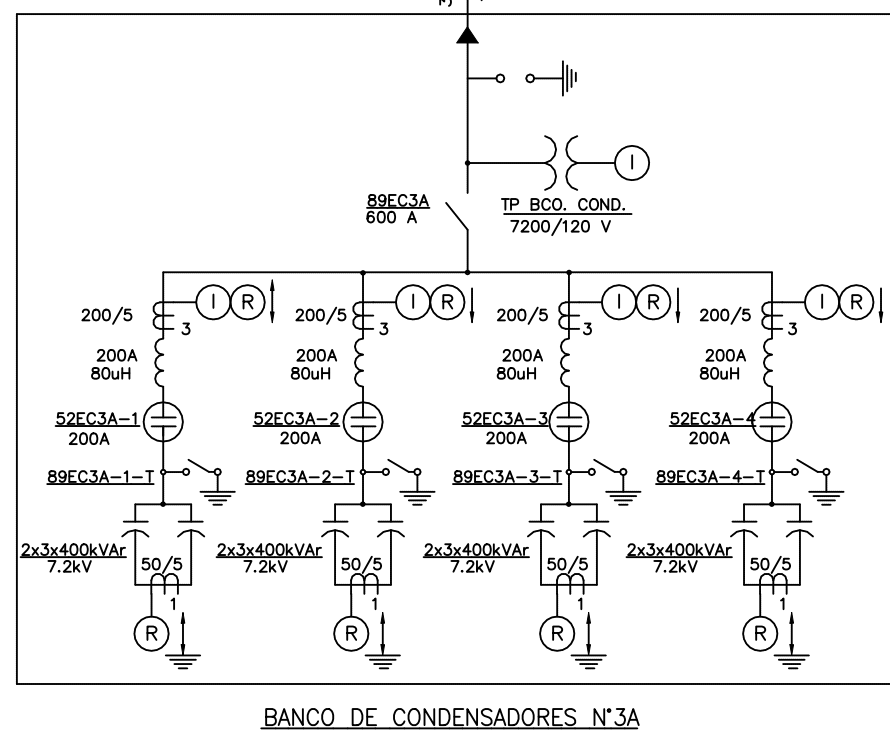 I
89EC3A
600 A
TP BCO. COND.
7200/120 V
I R I R I R I R
200/5 200/5 200/5 200/5
3 3 3 3
200A 200A 200A 200A
80uH 80uH 80uH 80uH
52EC3A-1 52EC3A-2 52EC3A-3 52EC3A-4
200A 200A 200A 200A
89EC3A-1-T 89EC3A-2-T 89EC3A-3-T 89EC3A-4-T
2x3x400kVAr 2x3x400kVAr 2x3x400kVAr 2x3x400kVAr
7.2kV 50/5 7.2kV 50/5 7.2kV 50/5 7.2kV 50/5
1 1 1 1
R R R R
BANCO DE CONDENSADORES N°3A